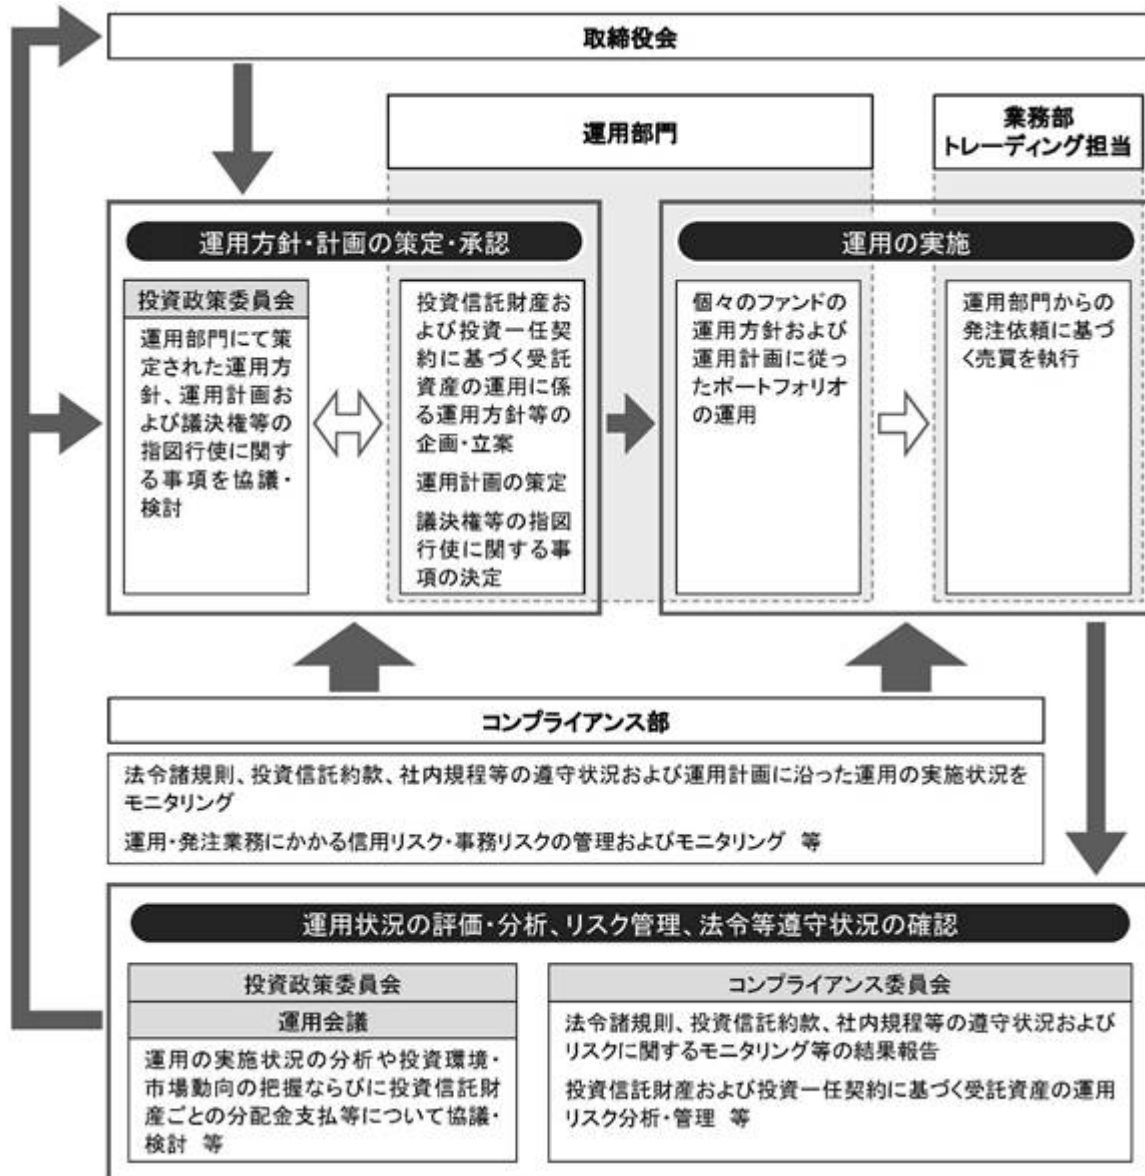 取締役会
運用部門
業務部
トレーディング担当
運用方針・計画の策定・承認
投資政策委員会
運用部門にて策
定された運用方
針、運用計画お
よび議決権等の
指図行使に関す
る事項を協議・
検討
投資信託財産お
よび投資一任契
約に基づく受託
資産の運用に係
る運用方針等の
企画・立案
運用計画の策定
議決権等の指図
行使に関する事
項の決定
運用の実施
個々のファンドの
運用方針および
運用計画に従っ
たポートフォリオ
の運用
運用部門からの
発注依頼に基づ
く売買を執行
コンプライアンス部
法令諸規則、投資信託約款、社内規程等の遵守状況および運用計画に沿った運用の実施状況を
モニタリング
運用・発注業務にかかる信用リスク・事務リスクの管理およびモニタリング 等
運用状況の評価・分析、リスク管理、法令等遵守状況の確認
投資政策委員会
運用会議
運用の実施状況の分析や投資環境・
市場動向の把握ならびに投資信託財
産ごとの分配金支払等について協議・
検討 等
コンプライアンス委員会
法令諸規則、投資信託約款、社内規程等の遵守状況および
リスクに関するモニタリング等の結果報告
投資信託財産および投資一任契約に基づく受託資産の運用
リスク分析・管理 等